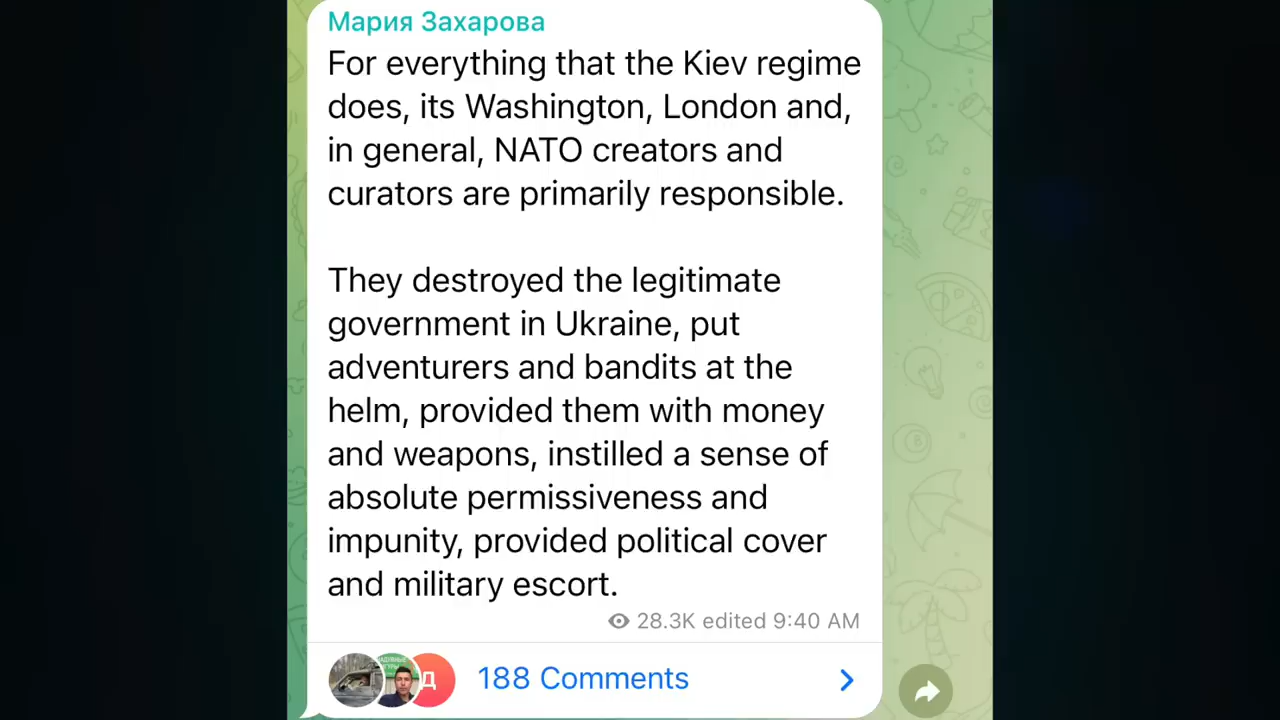 Мария Захарова
For everything that the Kiev regime
does, its Washington, London and,
in general, NATO creators and
curators are primarily responsible.
They destroyed the legitimate
government in Ukraine, put
adventurers and bandits at the
helm, provided them with money
and weapons, instilled a sense of
absolute permissiveness and
impunity, provided political cover
and military escort.
28.3K edited 9:40 AM
Д
188 Comments